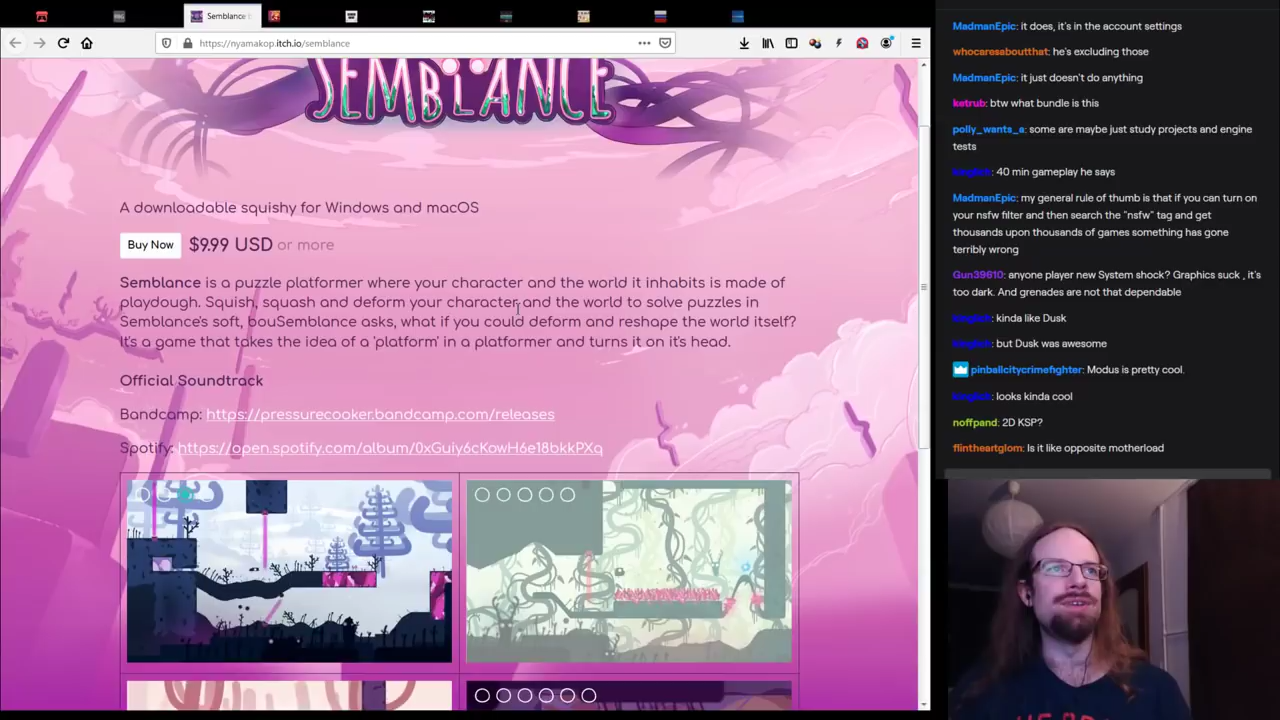 Semblance b
https://nyamakop.itch.io/semblance
SEMBLANCE
A downloadable squishy for Windows and macOS
Buy Now $9.99 USD or more
Semblance is a puzzle platformer where your character and the world it inhabits is made of
playdough. Squish, squash and deform your character and the world to solve puzzles in
Semblance's soft, bouSemblance asks, what if you could deform and reshape the world itself?
It's a game that takes the idea of a 'platform' in a platformer and turns it on it's head.
Official Soundtrack
Bandcamp: https://pressurecooker.bandcamp.com/releases
Spotify: https://open.spotify.com/album/0xGuiy6cKowH6e18bkkPXq
MadmanEpic: it does, it's in the account settings
whocaresaboutthat: he's excluding those
MadmanEpic: it just doesn't do anything
ketrub: btw what bundle is this
polly_wants_a: some are maybe just study projects and engine
tests
: 40 min gameplay he says
MadmanEpic: my general rule of thumb is that if you can turn on
your nsfw filter and then search the "nsfw" tag and get
thousands upon thousands of games something has gone
terribly wrong
Gun39610: anyone player new System shock? Graphics suck , it's
too dark. And grenades are not that dependable
: kinda like Dusk
: but Dusk was awesome
pinballcitycrimefighter: Modus is pretty cool.
: looks kinda cool
noffpand: 2D KSP?
flintheartglom: Is it like opposite motherload